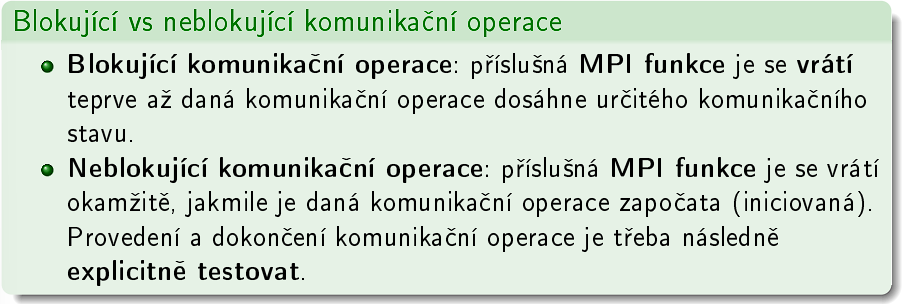 Blokující vs neblokující komunikační operace
Blokující komunikační operace: příslušná MPI funkce je se vrátí
teprve až daná komunikační operace dosáhne určitého komunikačního
stavu.
Neblokující komunikační operace: příslušná MPI funkce je se vrátí
okamžitě, jakmile je daná komunikační operace započata (iniciovaná).
Provedení a dokončení komunikační operace je třeba následně
explicitně testovat.